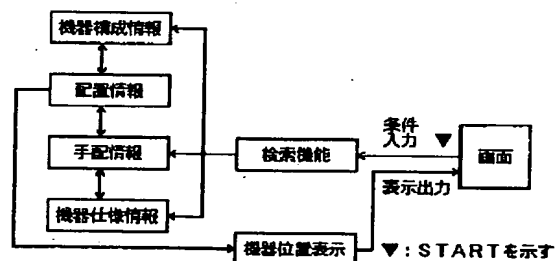 機器構成情報
配置情報
手配情報
機器仕様情報
検索機能
機器位置表示
条件
入力 ▼
画面
表示出力
▼:STARTを示す